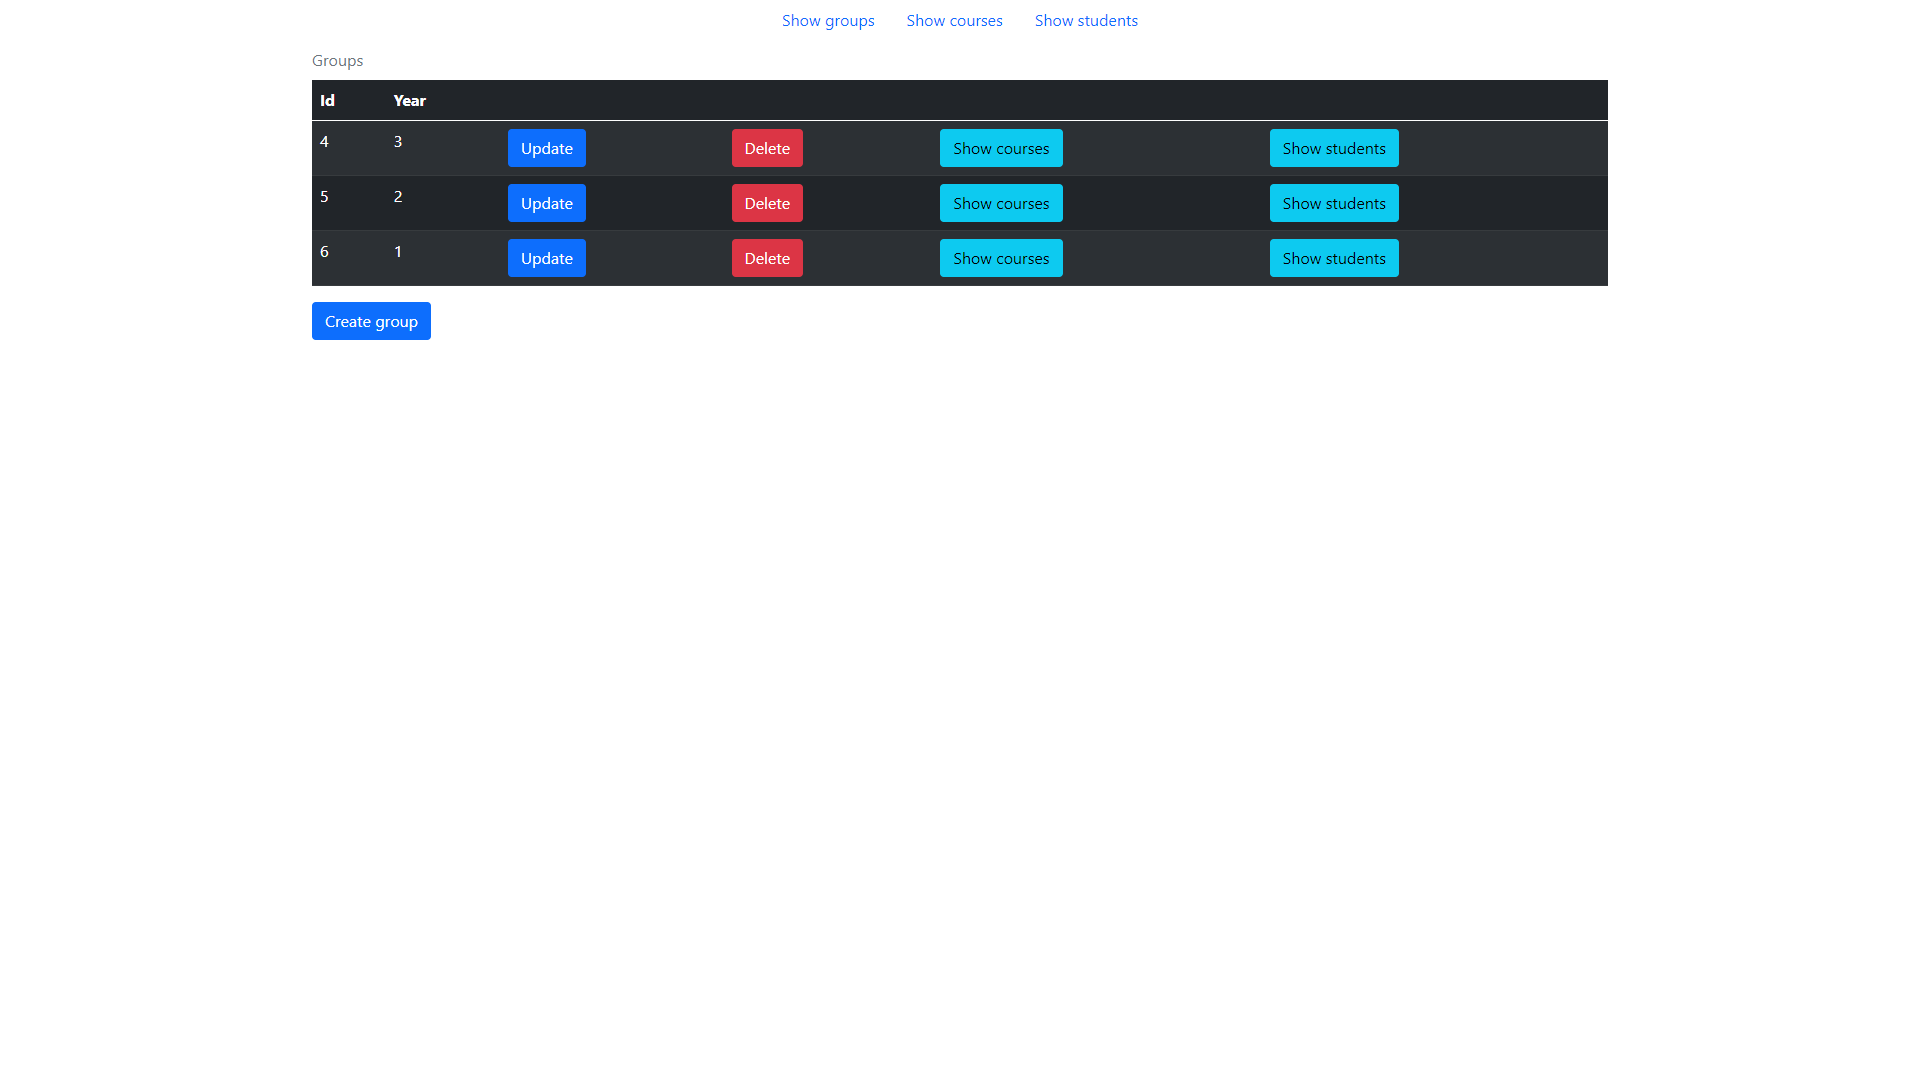 Show groups Show courses Show students
Groups
Id Year
4 3 Update Delete Show courses Show students
5 2 Update Delete Show courses Show students
6 1 Update Delete Show courses Show students
Create group